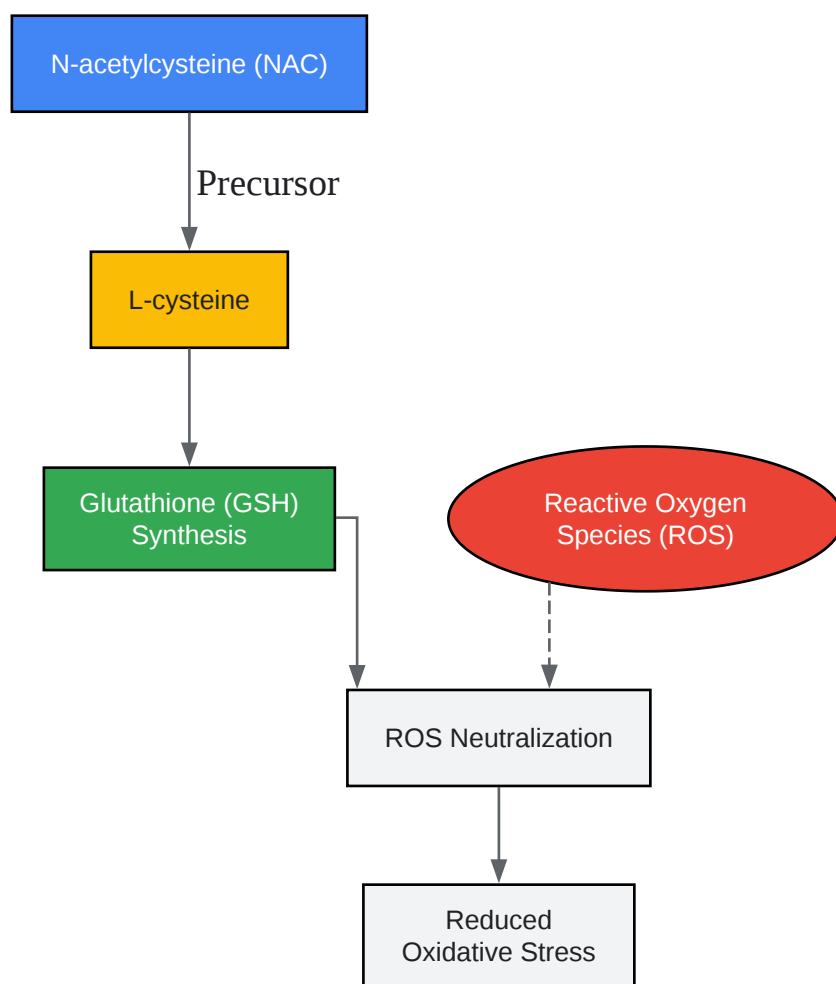 N-acetylcysteine (NAC)
Precursor
L-cysteine
Glutathione (GSH)
Synthesis
Reactive Oxygen
Species (ROS)
ROS Neutralization
Reduced
Oxidative Stress